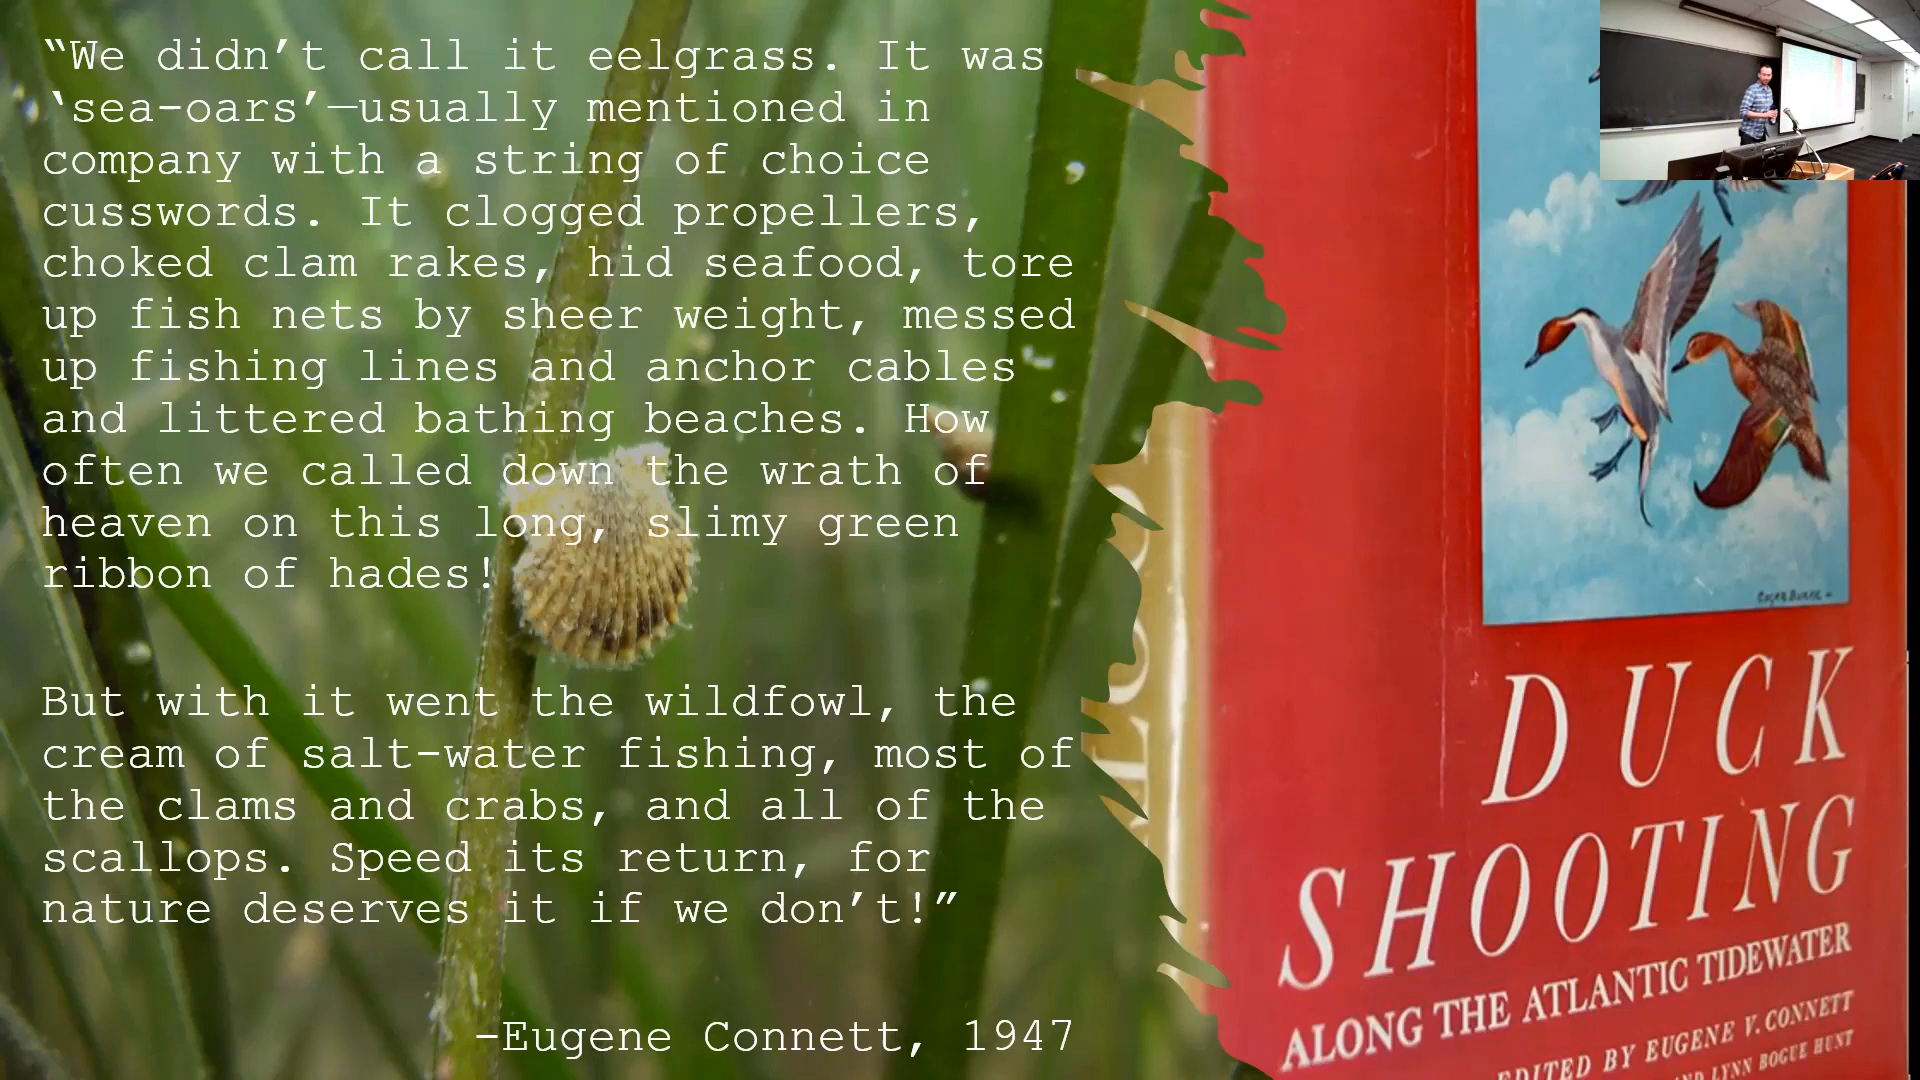 “We didn’t call it eelgrass. It was
‘sea-oars’—usually mentioned in
company with a string of choice
cusswords. It clogged propellers,
choked clam rakes, hid seafood, tore
up fish nets by sheer weight, messed
up fishing lines and anchor cables
and littered bathing beaches. How
often we called down the wrath of
heaven on this long, slimy green
ribbon of hades!
But with it went the wildfowl, the
cream of salt-water fishing, most of
the clams and crabs, and all of the
scallops. Speed its return, for
nature deserves it if we don’t!”
-Eugene Connett, 1947
DUCK
SHOOTING
ALONG THE ATLANTIC TIDEWATER
EDITED BY EUGENE V. CONNETT
LYNN BOGUE HUNT